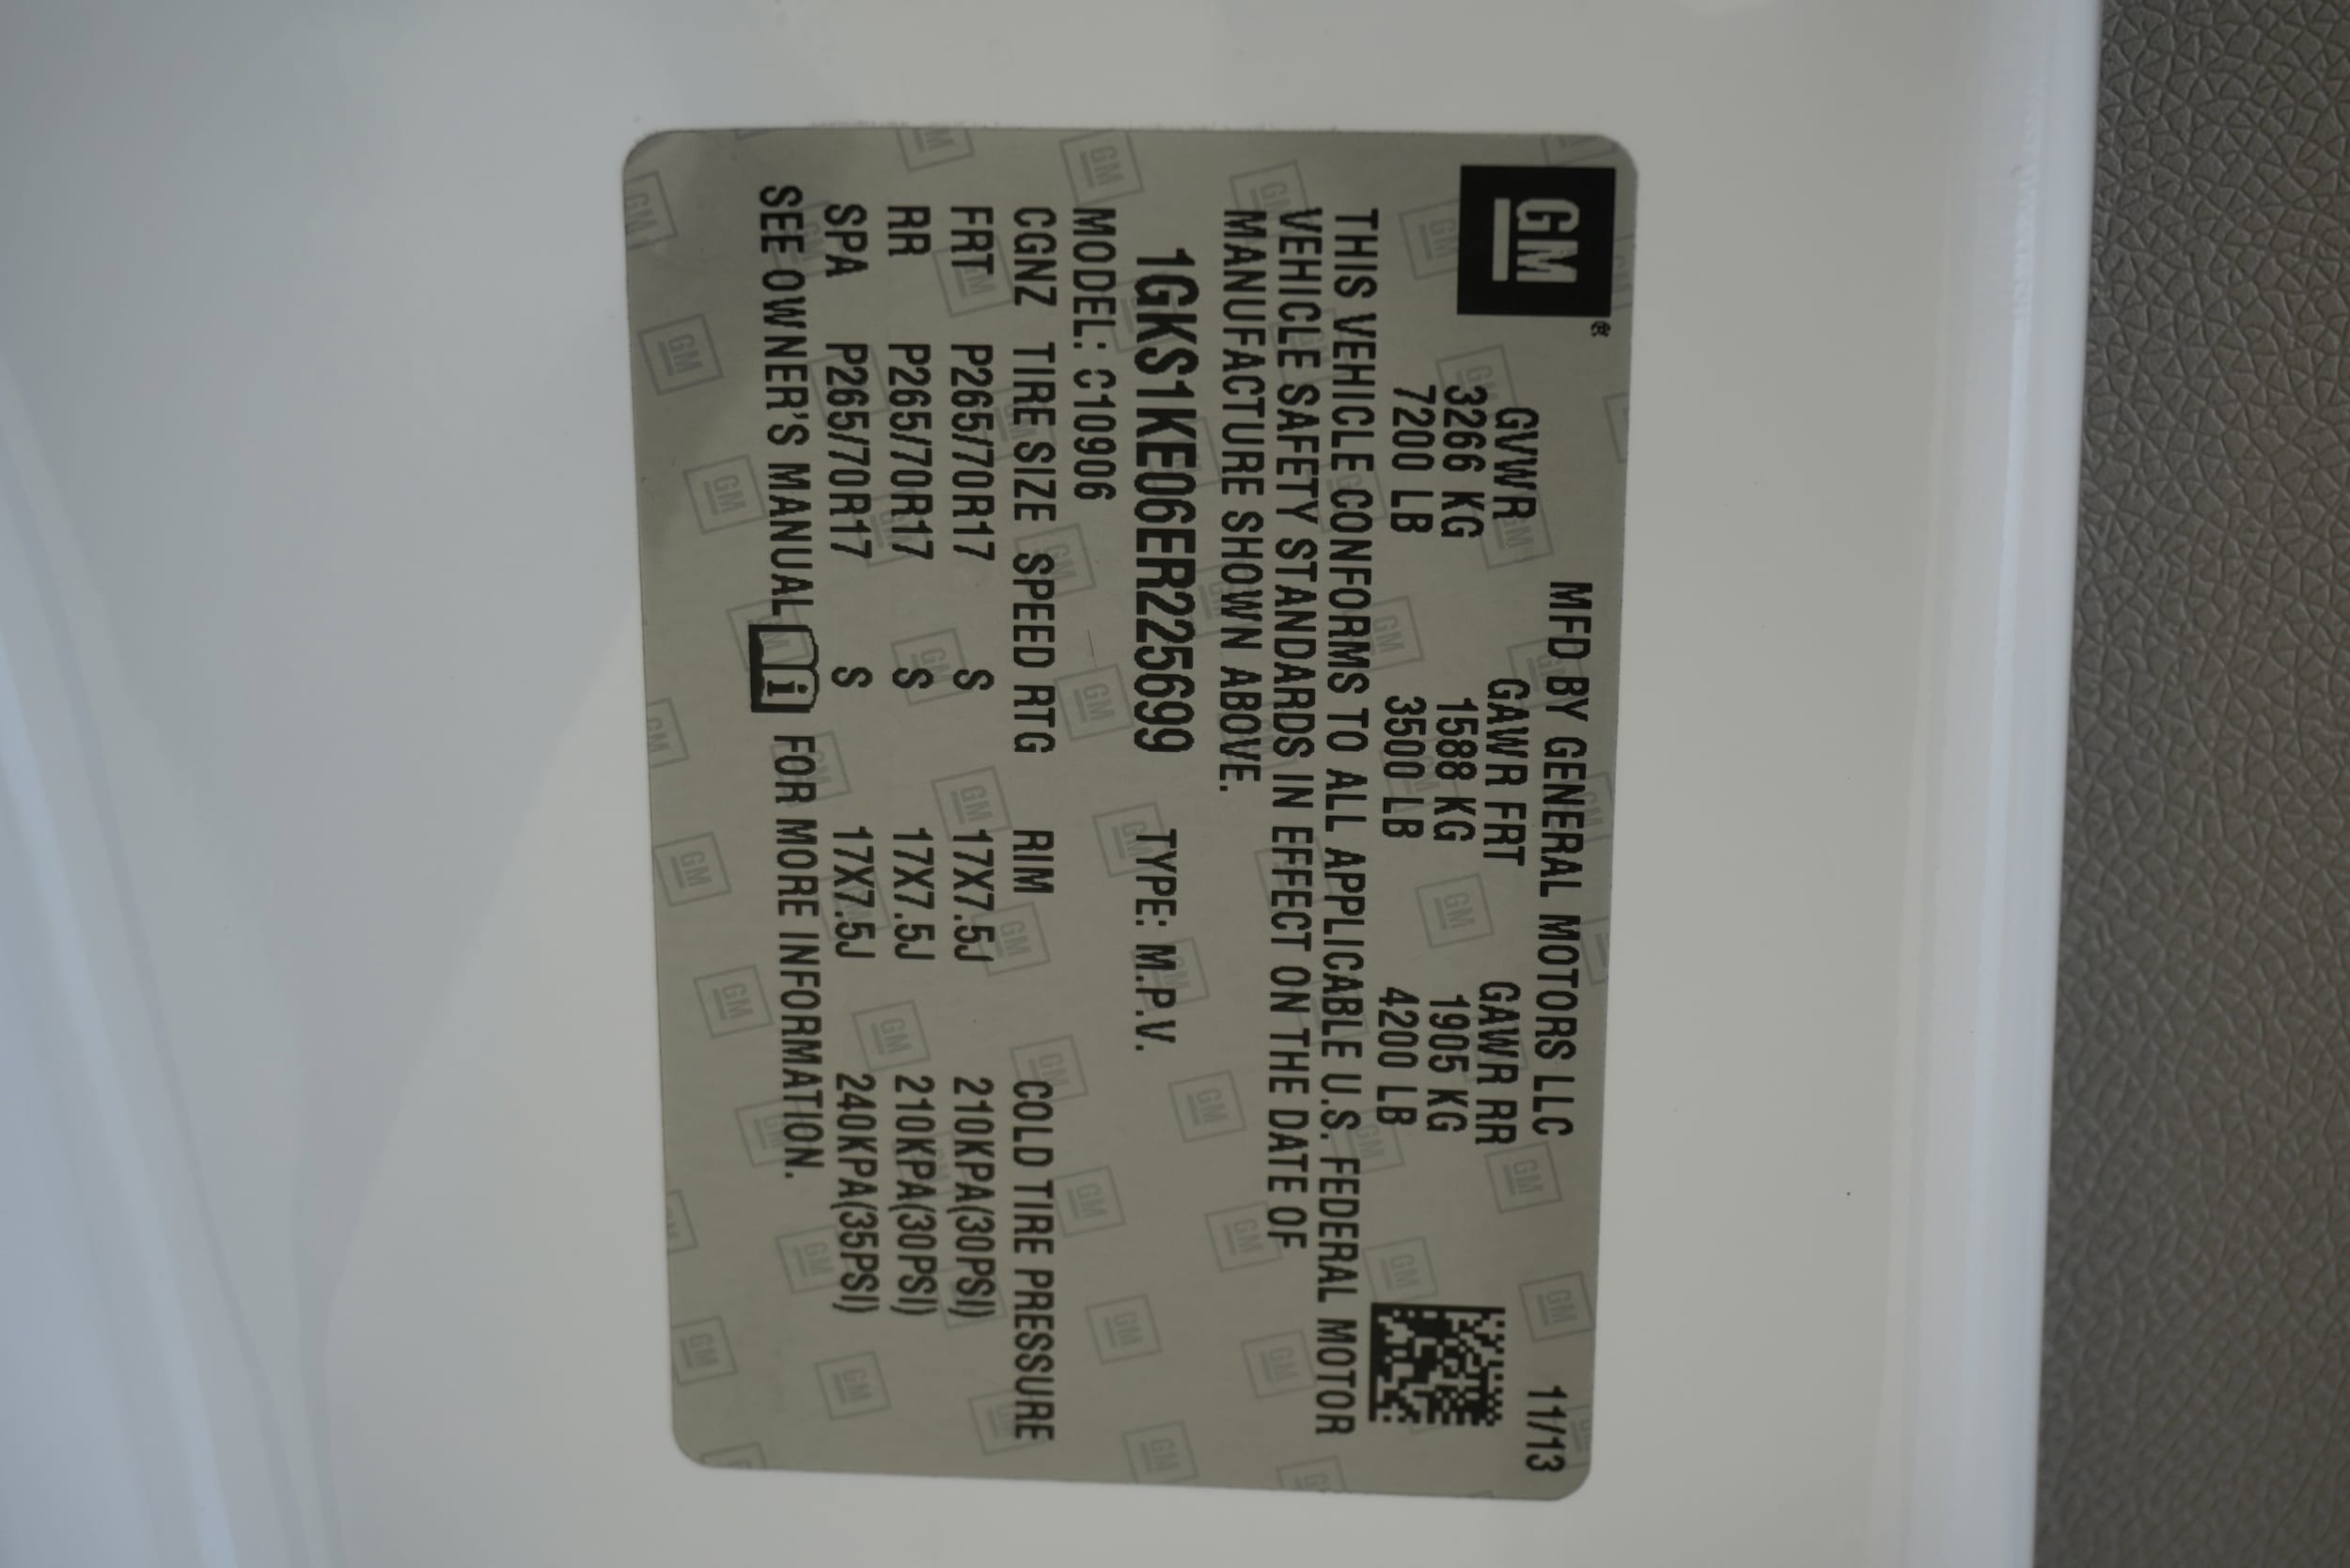 GM®
MFD BY GENERAL MOTORS LLC 11/13
GVWR GAWR FRT GAWR RR
3266 KG 1588 KG 1905 KG
7200 LB 3500 LB 4200 LB
THIS VEHICLE CONFORMS TO ALL APPLICABLE U.S. FEDERAL MOTOR
VEHICLE SAFETY STANDARDS IN EFFECT ON THE DATE OF
MANUFACTURE SHOWN ABOVE.
1GKS1KE06ER225699 TYPE: M.P.V.
MODEL: C10906
CGNZ TIRE SIZE SPEED RTG RIM COLD TIRE PRESSURE
FRT P265/70R17 S 17X7.5J 210KPA(30PSI)
RR P265/70R17 S 17X7.5J 210KPA(30PSI)
SPA P265/70R17 S 17X7.5J 240KPA(35PSI)
SEE OWNER'S MANUAL i FOR MORE INFORMATION.